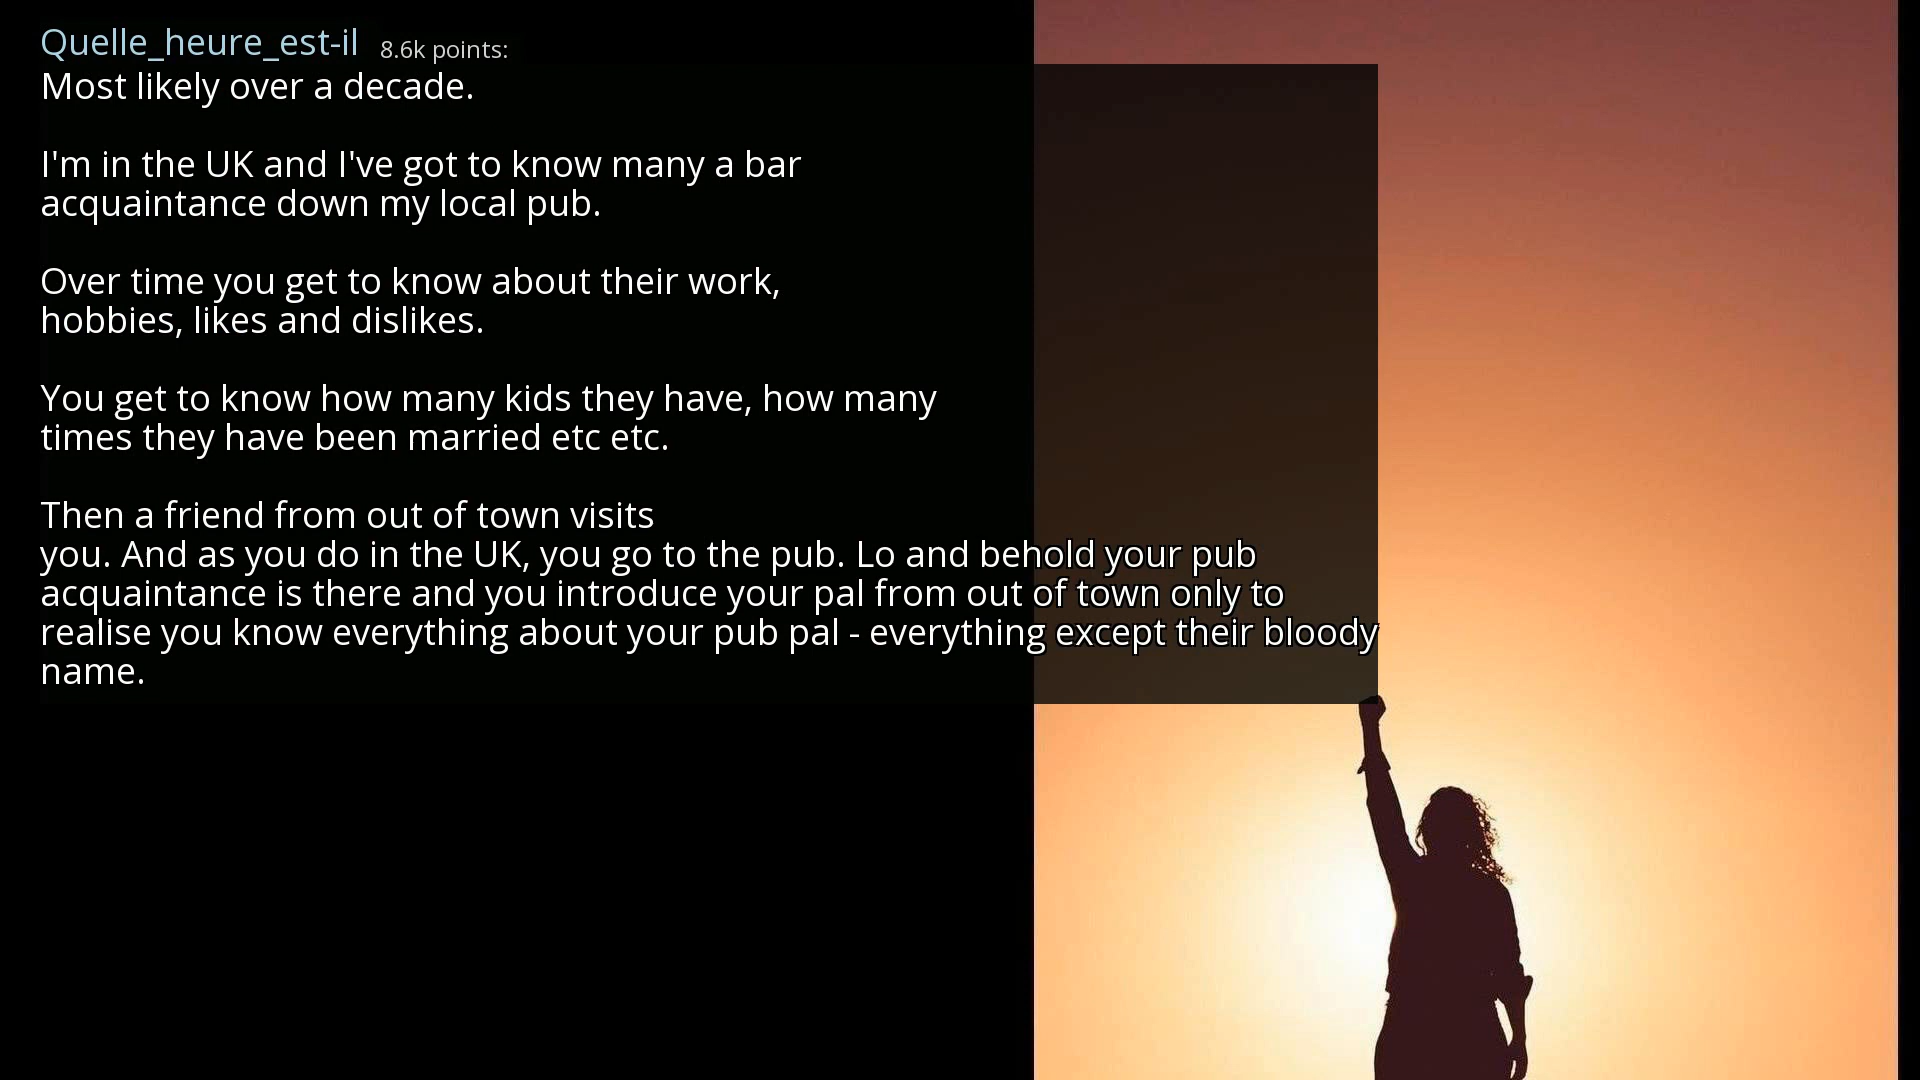 Quelle_heure_est-il 8.6k points:
Most likely over a decade.
I'm in the UK and I've got to know many a bar
acquaintance down my local pub.
Over time you get to know about their work,
hobbies, likes and dislikes.
You get to know how many kids they have, how many
times they have been married etc etc.
Then a friend from out of town visits
you. And as you do in the UK, you go to the pub. Lo and behold your pub
acquaintance is there and you introduce your pal from out of town only to
realise you know everything about your pub pal - everything except their bloody
name.